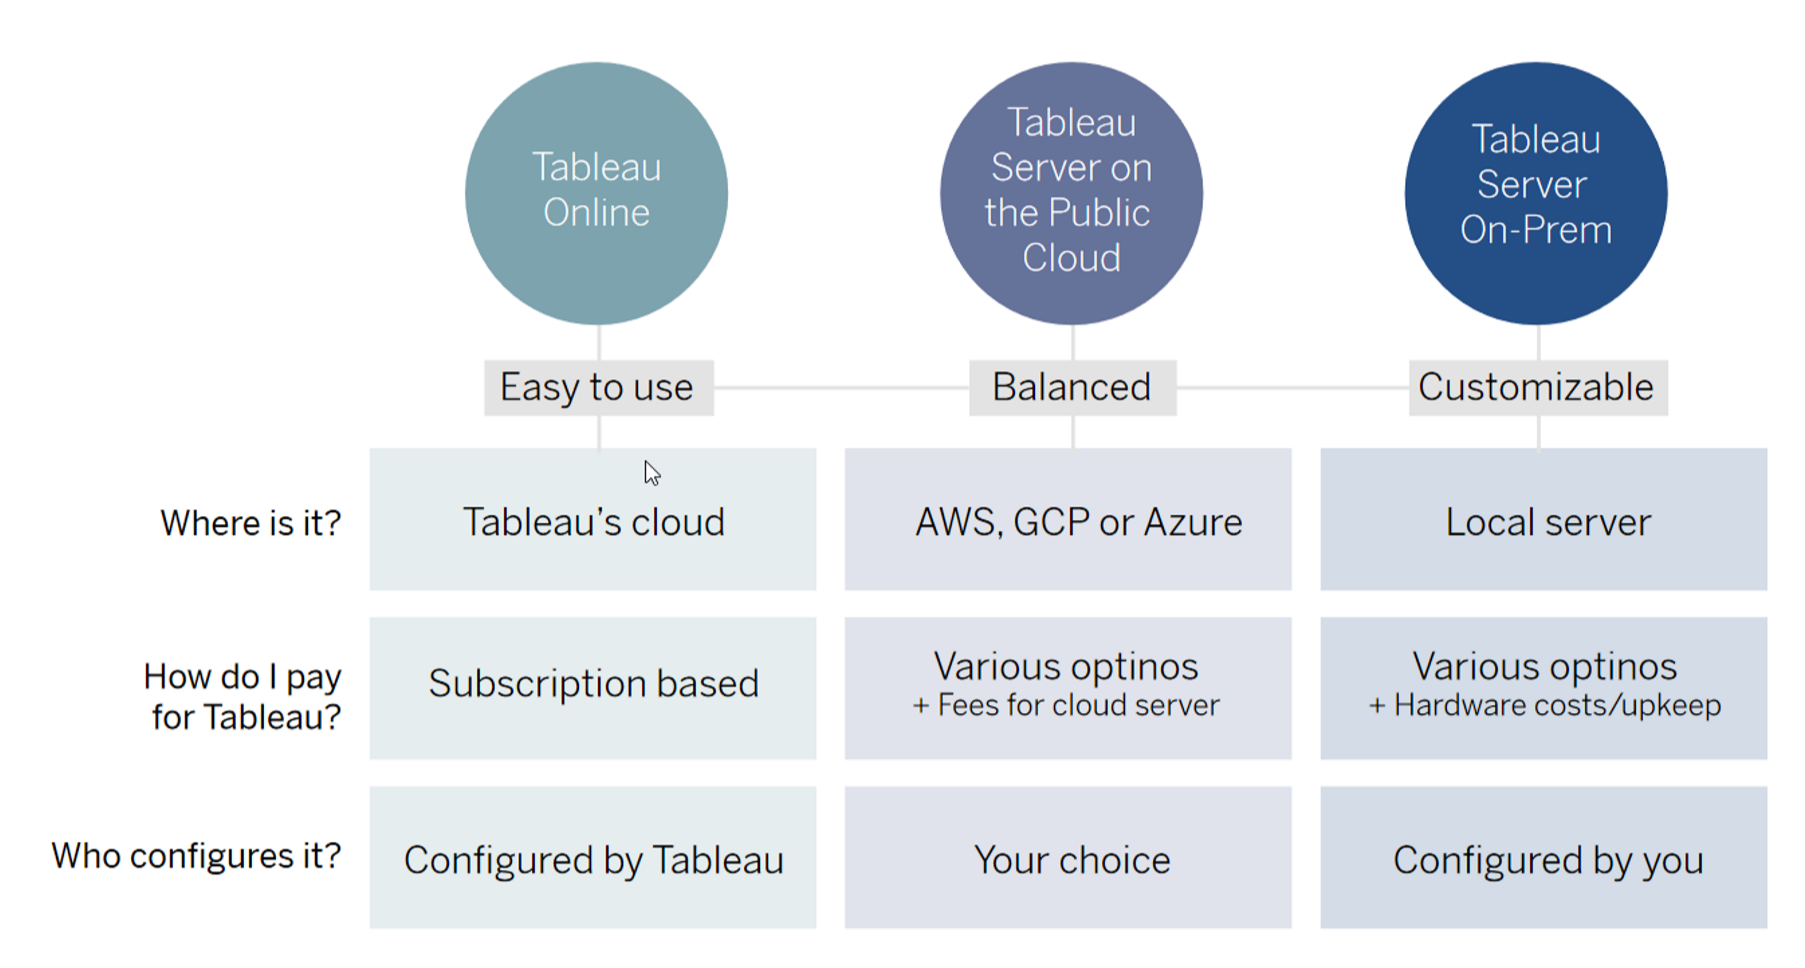 Tableau
Online
Tableau
Server on
the Public
Cloud
Tableau
Server
On-Prem
Easy to use
Balanced
Customizable
Where is it?
Tableau’s cloud
AWS, GCP or Azure
Local server
How do I pay
for Tableau?
Subscription based
Various optinos
+ Fees for cloud server
Various optinos
+ Hardware costs/upkeep
Who configures it?
Configured by Tableau
Your choice
Configured by you